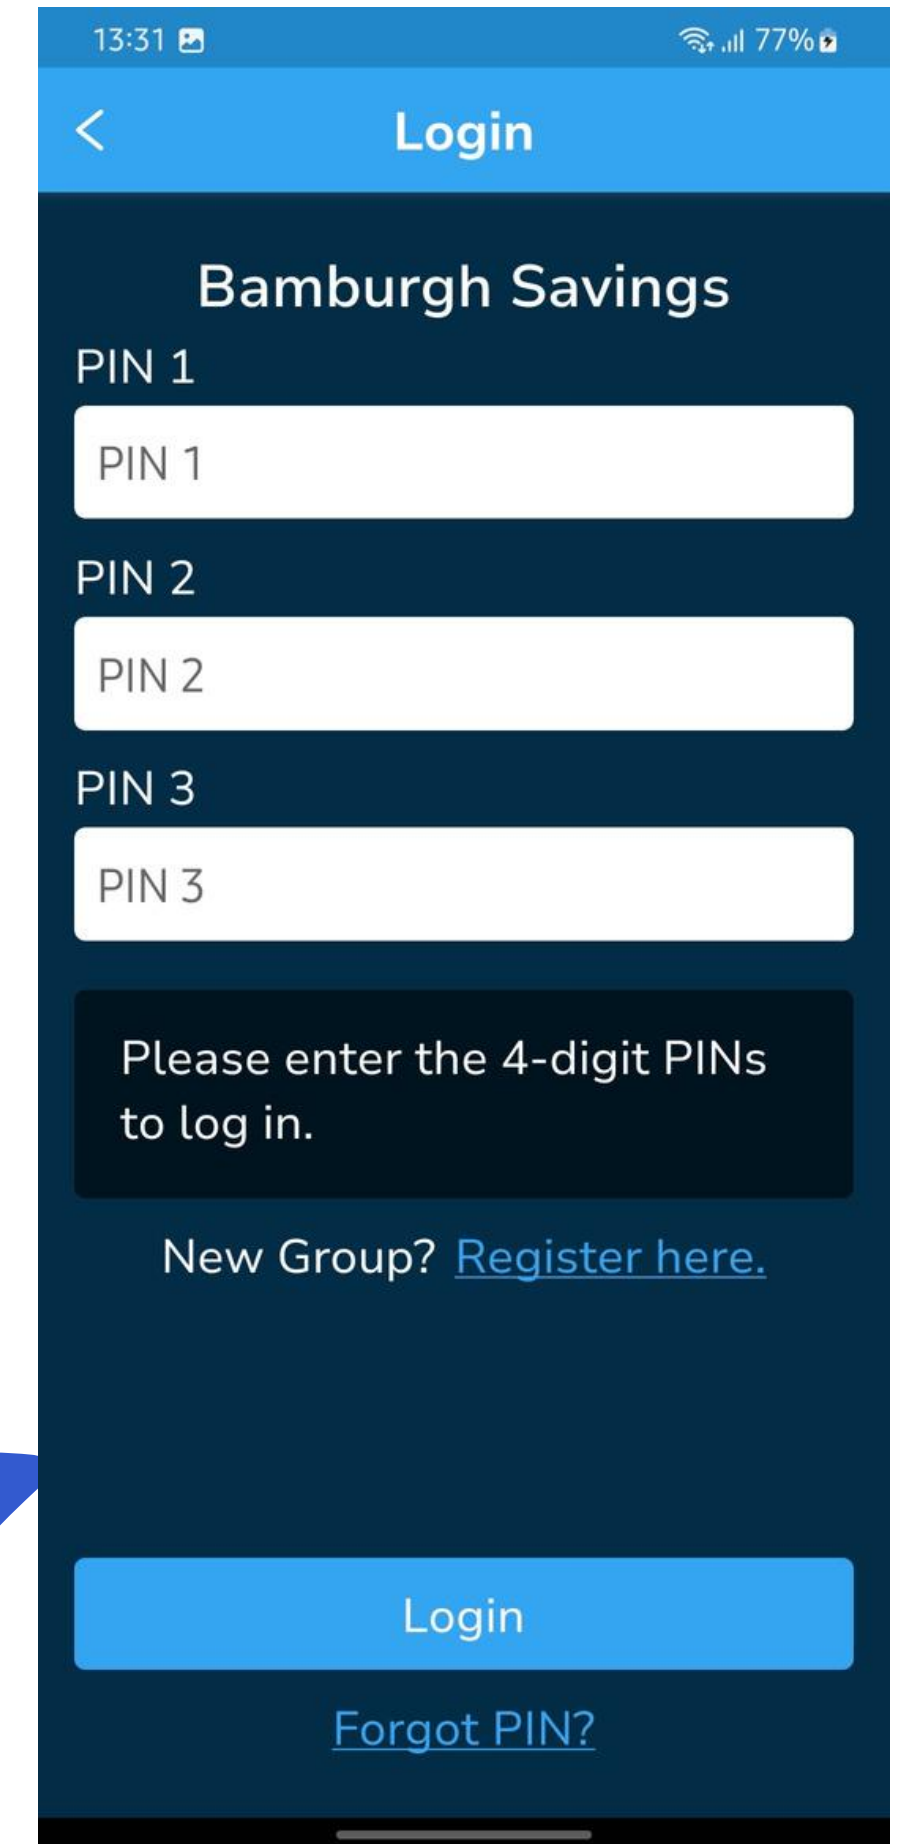 13:31 77%
Login
Bamburgh Savings
PIN 1
PIN 1
PIN 2
PIN 2
PIN 3
PIN 3
Please enter the 4-digit PINs
to log in.
New Group? Register here.
Login
Forgot PIN?